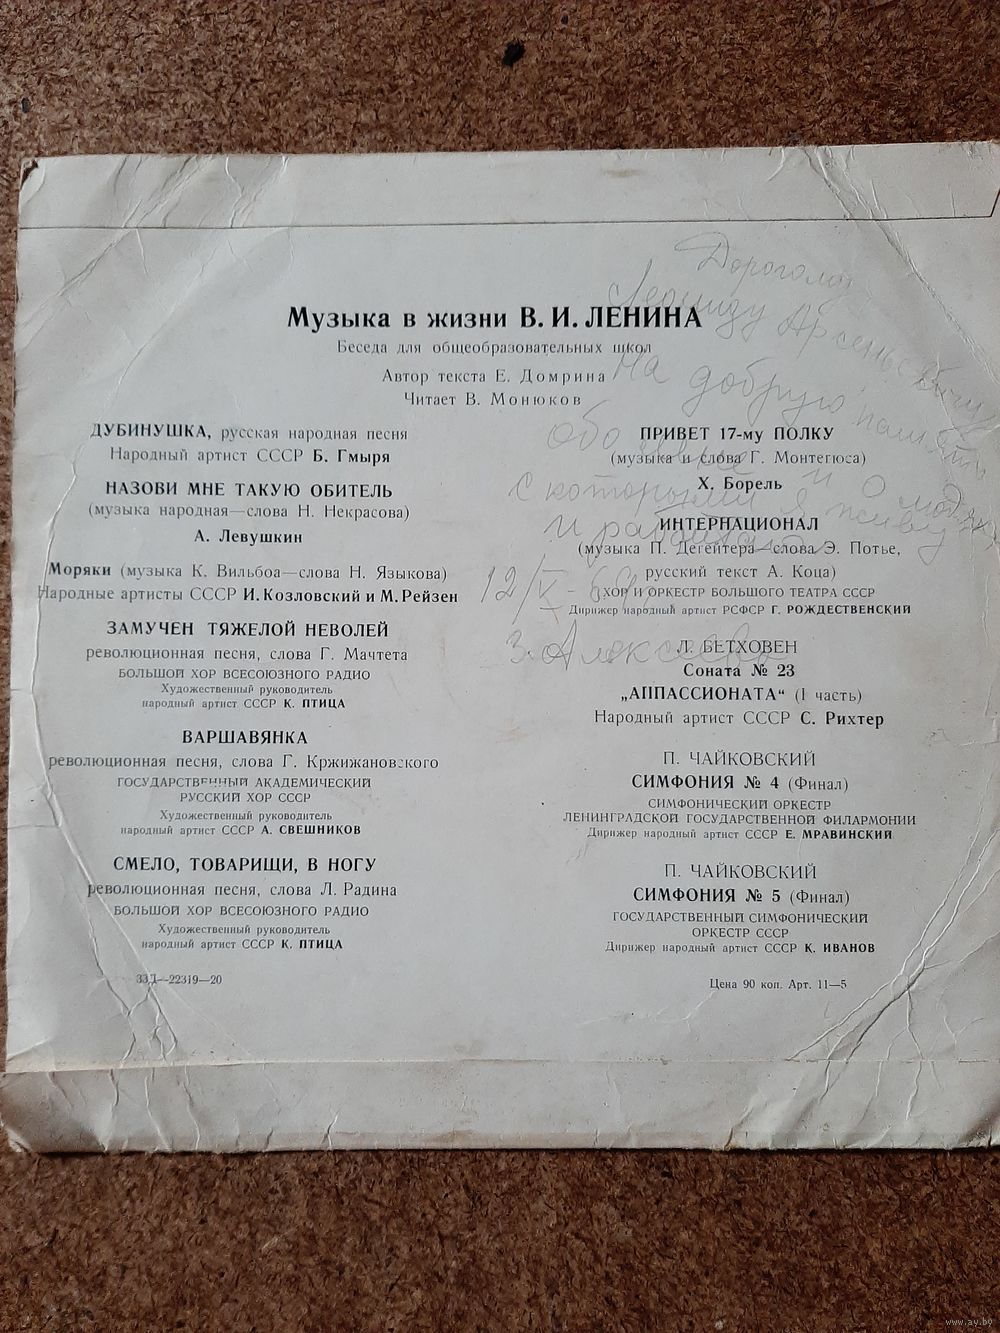 Музыка в жизни В. И. ЛЕНИНА
Беседа для общеобразовательных школ
Автор текста Е. Домрина
Читает В. Монюков
ДУБИНУШКА, русская народная песня
Народный артист СССР Б. Гмыря
НАЗОВИ МНЕ ТАКУЮ ОБИТЕЛЬ
(музыка народная—слова Н. Некрасова)
А. Левушкин
Моряки (музыка К. Вильбоа—слова Н. Языкова)
Народные артисты СССР И. Козловский и М. Рейзен
ЗАМУЧЕН ТЯЖЕЛОЙ НЕВОЛЕЙ
революционная песня, слова Г. Мачтета
БОЛЬШОЙ ХОР ВСЕСОЮЗНОГО РАДИО
Художественный руководитель
народный артист СССР К. ПТИЦА
ВАРШАВЯНКА
революционная песня, слова Г. Кржижановского
ГОСУДАРСТВЕННЫЙ АКАДЕМИЧЕСКИЙ
РУССКИЙ ХОР СССР
Художественный руководитель
народный артист СССР А. СВЕШНИКОВ
СМЕЛО, ТОВАРИЩИ, В НОГУ
революционная песня, слова Л. Радина
БОЛЬШОЙ ХОР ВСЕСОЮЗНОГО РАДИО
Художественный руководитель
народный артист СССР К. ПТИЦА
33Д—22319—20
ПРИВЕТ 17-му ПОЛКУ
(музыка и слова Г. Монтегюса)
Х. Борель
ИНТЕРНАЦИОНАЛ
(музыка П. Дегейтера—слова Э. Потье,
русский текст А. Коца)
ХОР И ОРКЕСТР БОЛЬШОГО ТЕАТРА СССР
Дирижер народный артист РСФСР Г. РОЖДЕСТВЕНСКИЙ
Л. БЕТХОВЕН
Соната № 23
„АППАССИОНАТА“ (I часть)
Народный артист СССР С. Рихтер
П. ЧАЙКОВСКИЙ
СИМФОНИЯ № 4 (Финал)
СИМФОНИЧЕСКИЙ ОРКЕСТР
ЛЕНИНГРАДСКОЙ ГОСУДАРСТВЕННОЙ ФИЛАРМОНИИ
Дирижер народный артист СССР Е. МРАВИНСКИЙ
П. ЧАЙКОВСКИЙ
СИМФОНИЯ № 5 (Финал)
ГОСУДАРСТВЕННЫЙ СИМФОНИЧЕСКИЙ
ОРКЕСТР СССР
Дирижер народный артист СССР К. ИВАНОВ
Цена 90 коп. Арт. 11—5
Дорогому
Леониду Арсеньевичу
На добрую память
обо мне и о людях
с которыми я живу
и работаю
12/V-
З. Алексеева
www.ay.by